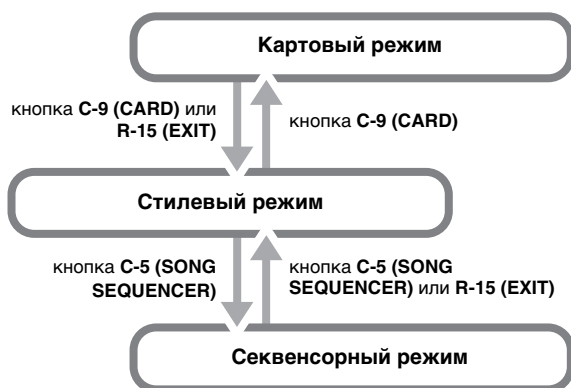 Картовый режим
кнопка C-9 (CARD) или
R-15 (EXIT)
кнопка C-9 (CARD)
Стилевый режим
кнопка C-5 (SONG
SEQUENCER)
кнопка C-5 (SONG
SEQUENCER) или R-15 (EXIT)
Секвенсорный режим